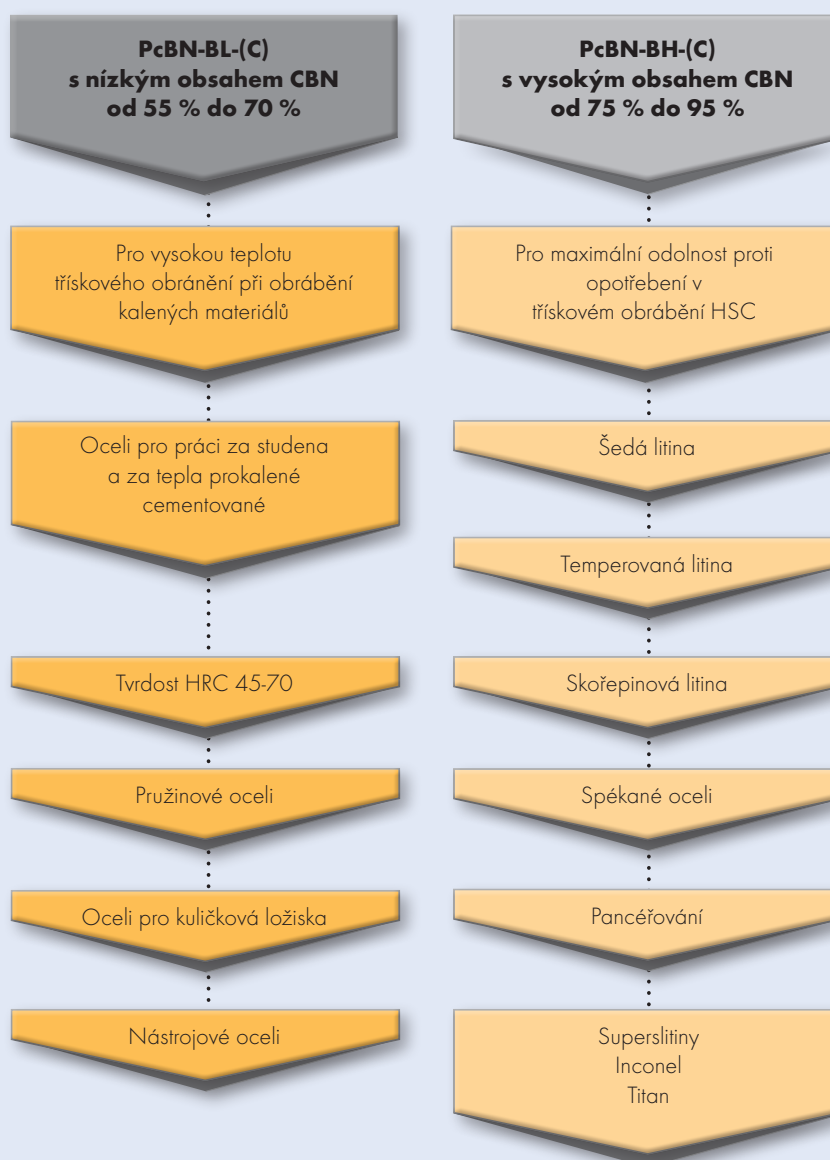 PcBN-BL-(C)
s nízkým obsahem CBN
od 55 % do 70 %
Pro vysokou teplotu
třískového obránění při obrábění
kalených materiálů
Oceli pro práci za studena
a za tepla prokalené
cementované
Tvrdost HRC 45-70
Pružinové oceli
Oceli pro kuličková ložiska
Nástrojové oceli
PcBN-BH-(C)
s vysokým obsahem CBN
od 75 % do 95 %
Pro maximální odolnost proti
opotřebení v
třískovém obrábění HSC
Šedá litina
Temperovaná litina
Skořepinová litina
Spékané oceli
Pancéřování
Superslitiny
Inconel
Titan